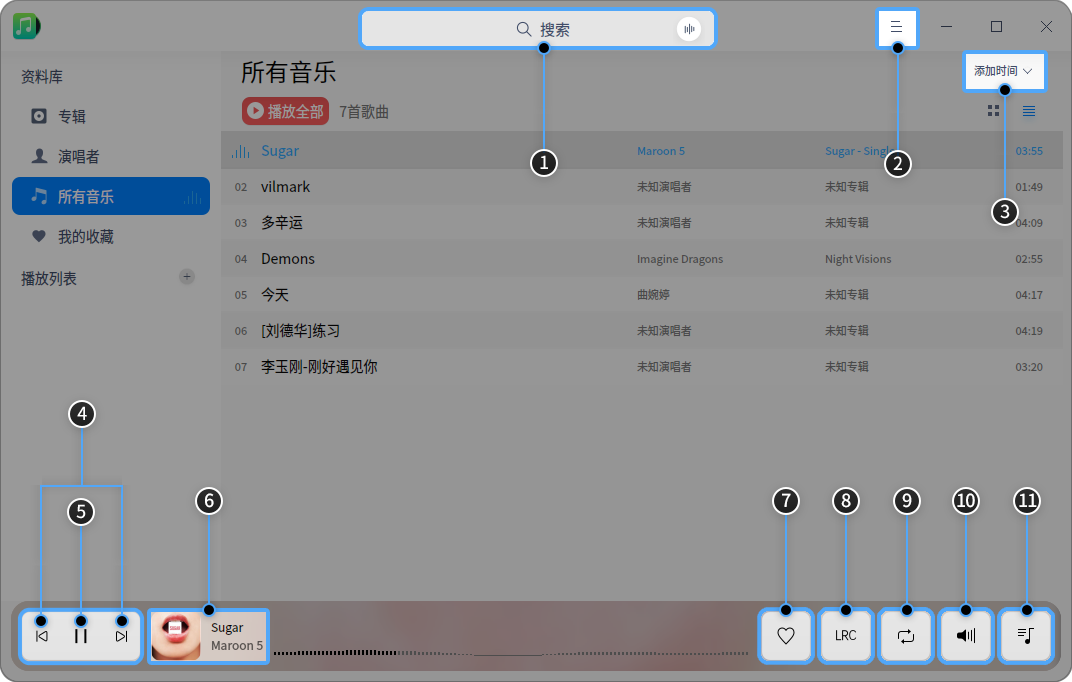 搜索
资料库
专辑
演唱者
所有音乐
我的收藏
播放列表
所有音乐
添加时间
播放全部 7首歌曲
Sugar Maroon 5 Sugar - Single 03:55
02 vilmark 未知演唱者 未知专辑 01:49
03 多辛运 未知演唱者 未知专辑 04:09
04 Demons Imagine Dragons Night Visions 02:55
05 今天 曲婉婷 未知专辑 04:17
06 [刘德华]练习 未知演唱者 未知专辑 04:19
07 李玉刚-刚好遇见你 未知演唱者 未知专辑 03:20
1
2
3
4
5
6
7
8
9
10
11
Sugar
Maroon 5
LRC